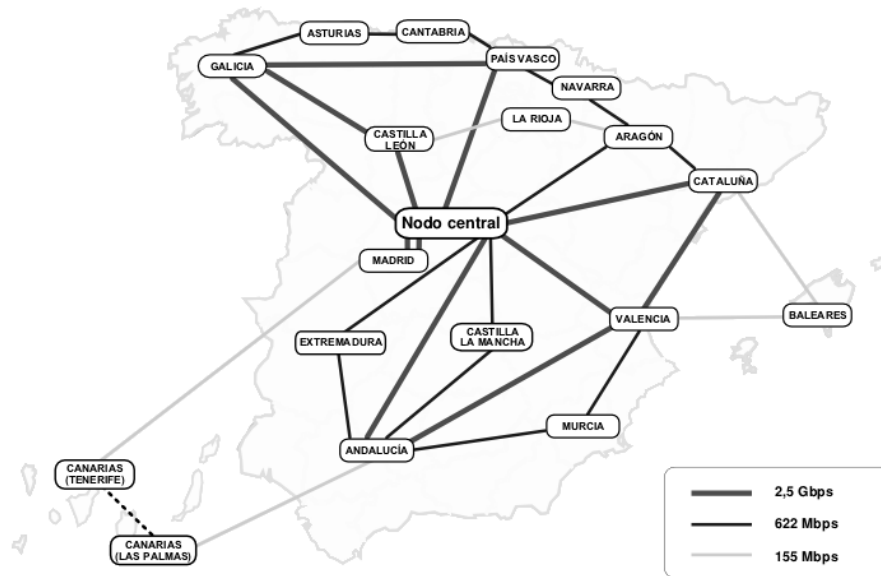 ASTURIAS
CANTABRIA
GALICIA
PAÍS VASCO
NAVARRA
LA RIOJA
CASTILLA
LEÓN
ARAGÓN
CATALUÑA
Nodo central
MADRID
VALENCIA
BALEARES
EXTREMADURA
CASTILLA
LA MANCHA
MURCIA
ANDALUCÍA
CANARIAS
(TENERIFE)
CANARIAS
(LAS PALMAS)
2,5 Gbps
622 Mbps
155 Mbps